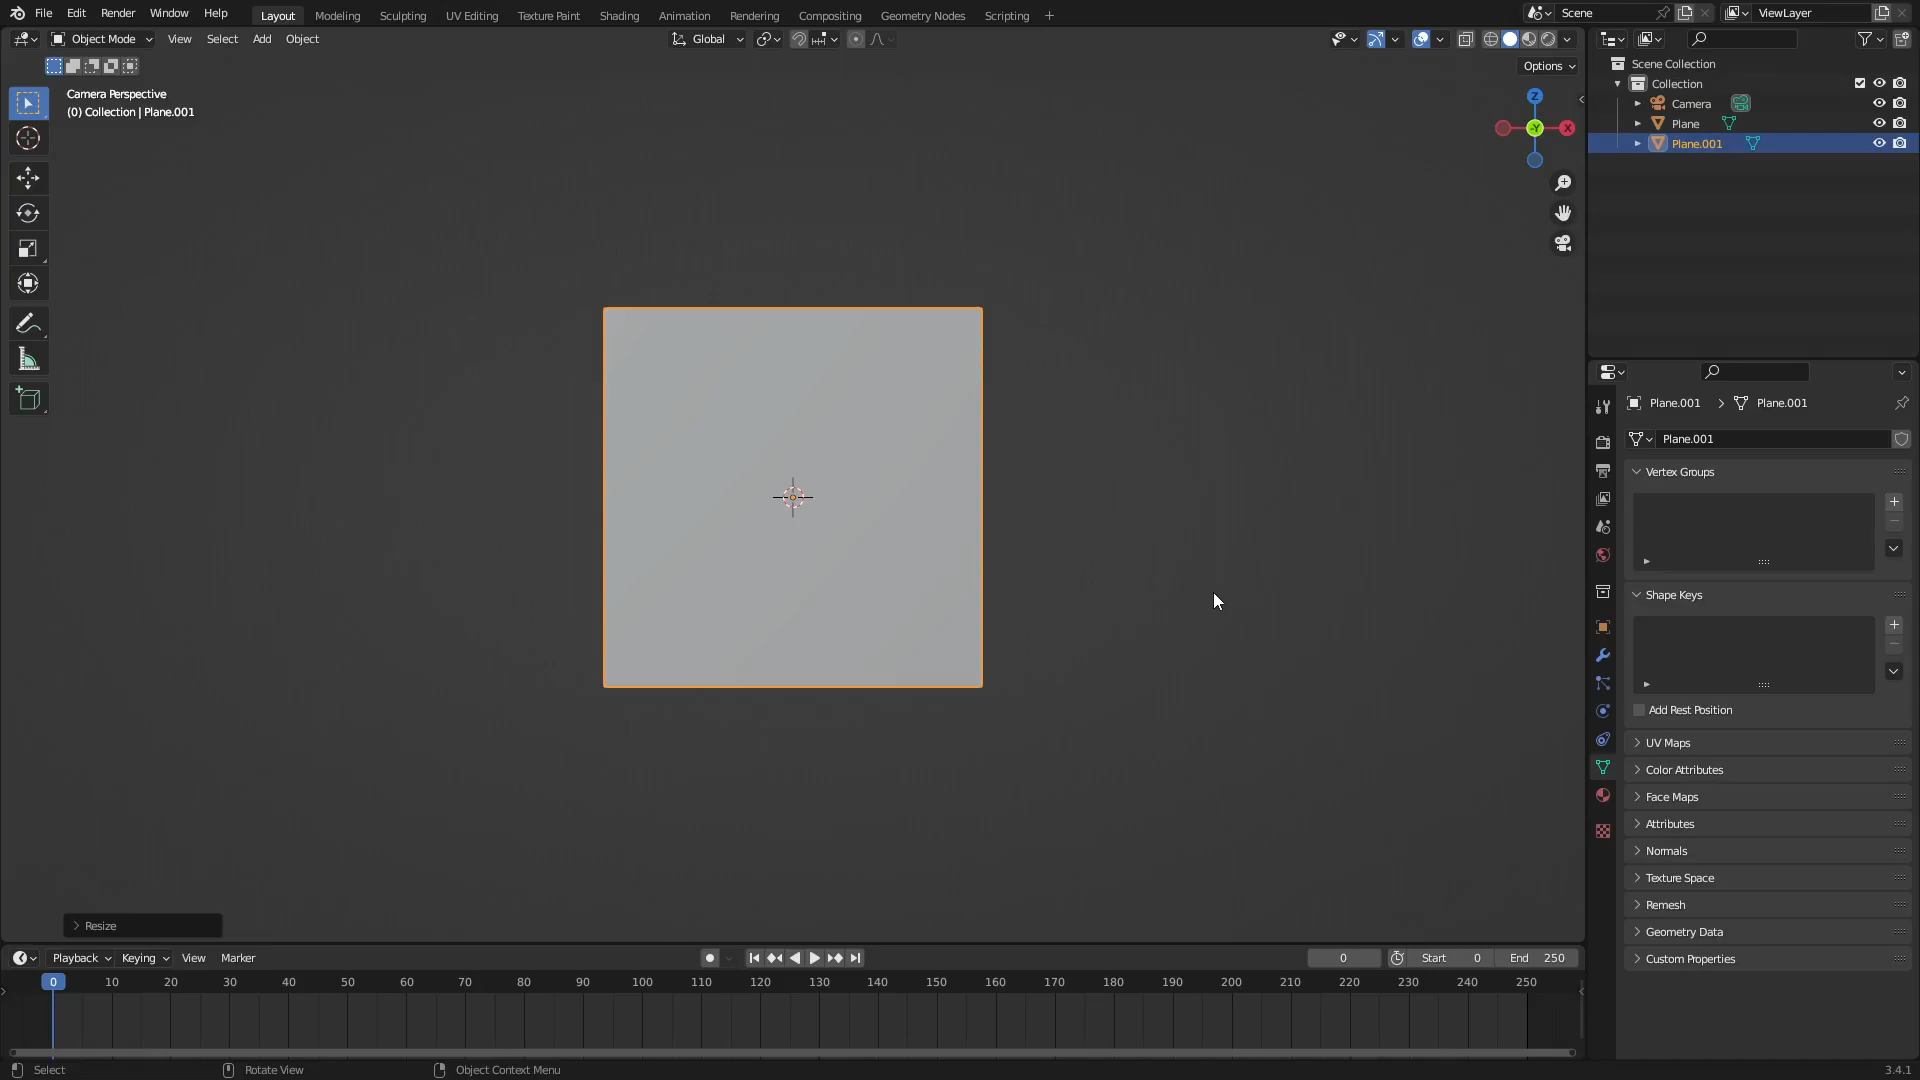 File Edit Render Window Help Layout Modeling Sculpting UV Editing Texture Paint Shading Animation Rendering Compositing Geometry Nodes Scripting + Scene ViewLayer
Object Mode View Select Add Object Global
Options
Camera Perspective
(0) Collection | Plane.001
Z
-Y
X
Resize
Scene Collection
Collection
Camera
Plane
Plane.001
Plane.001 > Plane.001
Plane.001
Vertex Groups
Shape Keys
Add Rest Position
UV Maps
Color Attributes
Face Maps
Attributes
Normals
Texture Space
Remesh
Geometry Data
Custom Properties
Playback Keying View Marker 0 Start 0 End 250
0 10 20 30 40 50 60 70 80 90 100 110 120 130 140 150 160 170 180 190 200 210 220 230 240 250
Select Rotate View Object Context Menu 3.4.1